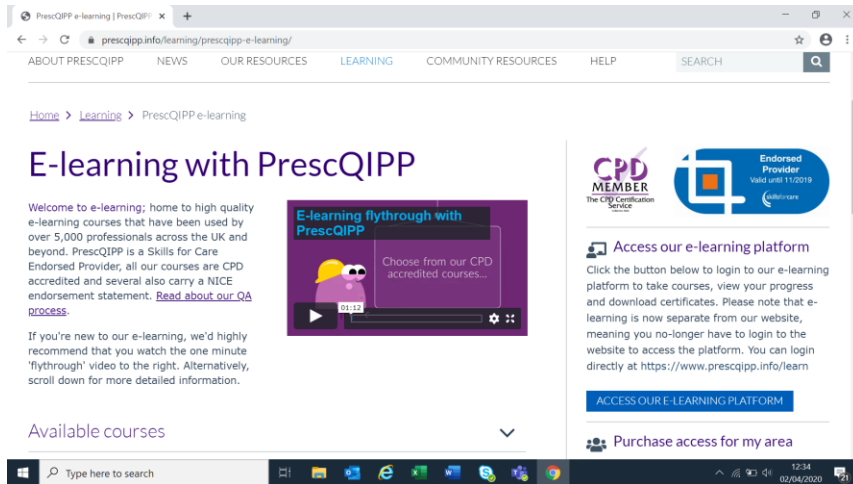 PrescQIPP e-learning | PrescQIPP
prescqipp.info/learning/prescqipp-e-learning/
ABOUT PRESCQIPP NEWS OUR RESOURCES LEARNING COMMUNITY RESOURCES HELP SEARCH
Home > Learning > PrescQIPP e-learning
E-learning with PrescQIPP
Welcome to e-learning; home to high quality
e-learning courses that have been used by
over 5,000 professionals across the UK and
beyond. PrescQIPP is a Skills for Care
Endorsed Provider, all our courses are CPD
accredited and several also carry a NICE
endorsement statement. Read about our QA
process.
If you're new to our e-learning, we'd highly
recommend that you watch the one minute
'flythrough' video to the right. Alternatively,
scroll down for more detailed information.
E-learning flythrough with
PrescQIPP
Choose from our CPD
accredited courses...
01:12
Available courses
CPD
MEMBER
The CPD Certification
Service
Endorsed
Provider
Valid until 11/2019
skillsforcare
Access our e-learning platform
Click the button below to login to our e-learning
platform to take courses, view your progress
and download certificates. Please note that e-
learning is now separate from our website,
meaning you no-longer have to login to the
website to access the platform. You can login
directly at https://www.prescqipp.info/learn
ACCESS OUR E-LEARNING PLATFORM
Purchase access for my area
Type here to search
12:34
02/04/2020
21